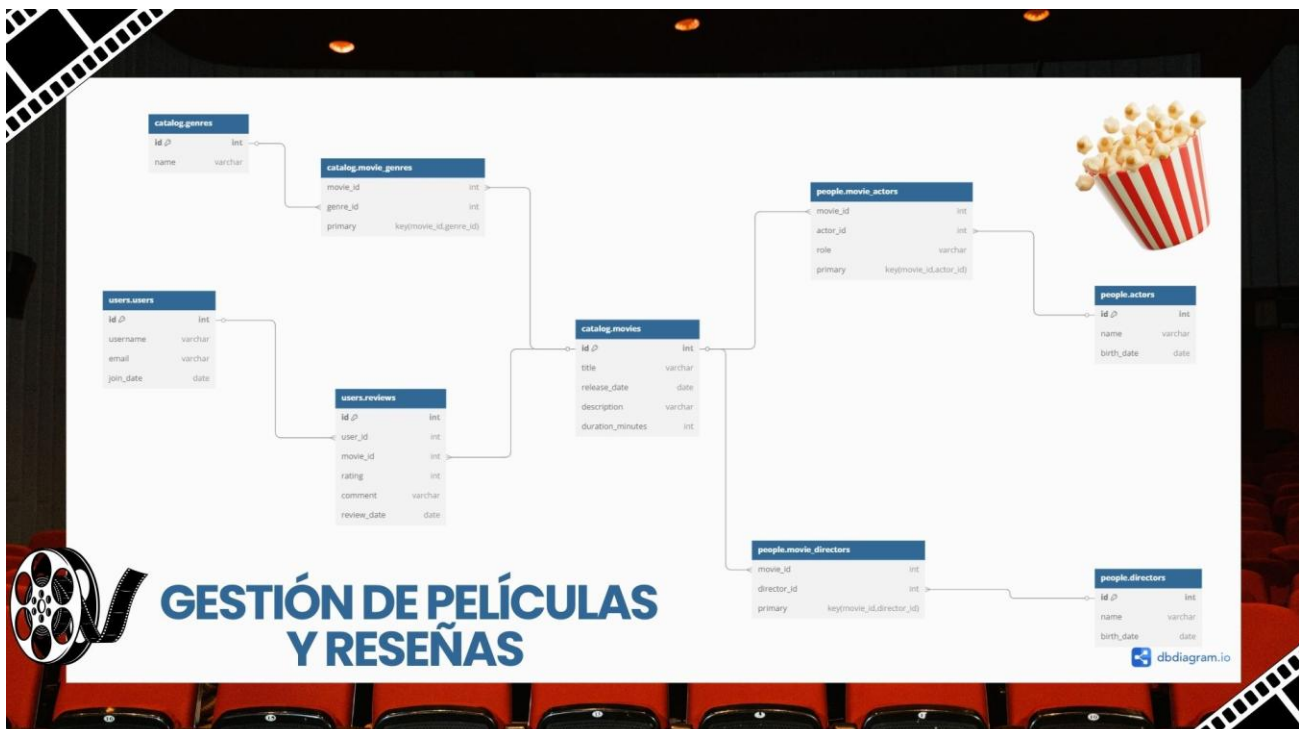 catalog.genres
id int
name varchar
catalog.movie_genres
movie_id int
genre_id int
primary key(movie_id,genre_id)
users.users
id int
username varchar
email varchar
join_date date
users.reviews
id int
user_id int
movie_id int
rating int
comment varchar
review_date date
catalog.movies
id int
title varchar
release_date date
description varchar
duration_minutes int
people.movie_actors
movie_id int
actor_id int
role varchar
primary key(movie_id,actor_id)
people.actors
id int
name varchar
birth_date date
people.movie_directors
movie_id int
director_id int
primary key(movie_id,director_id)
people.directors
id int
name varchar
birth_date date
dbdiagram.io
GESTIÓN DE PELÍCULAS
Y RESEÑAS